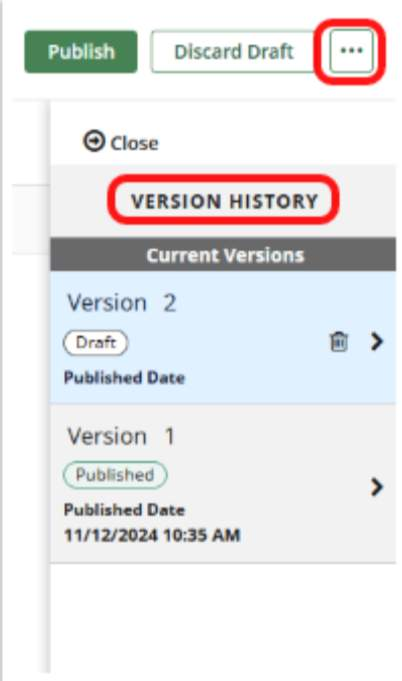 Publish Discard Draft ...
Close
VERSION HISTORY
Current Versions
Version 2
Draft
Published Date
Version 1
Published
Published Date
11/12/2024 10:35 AM